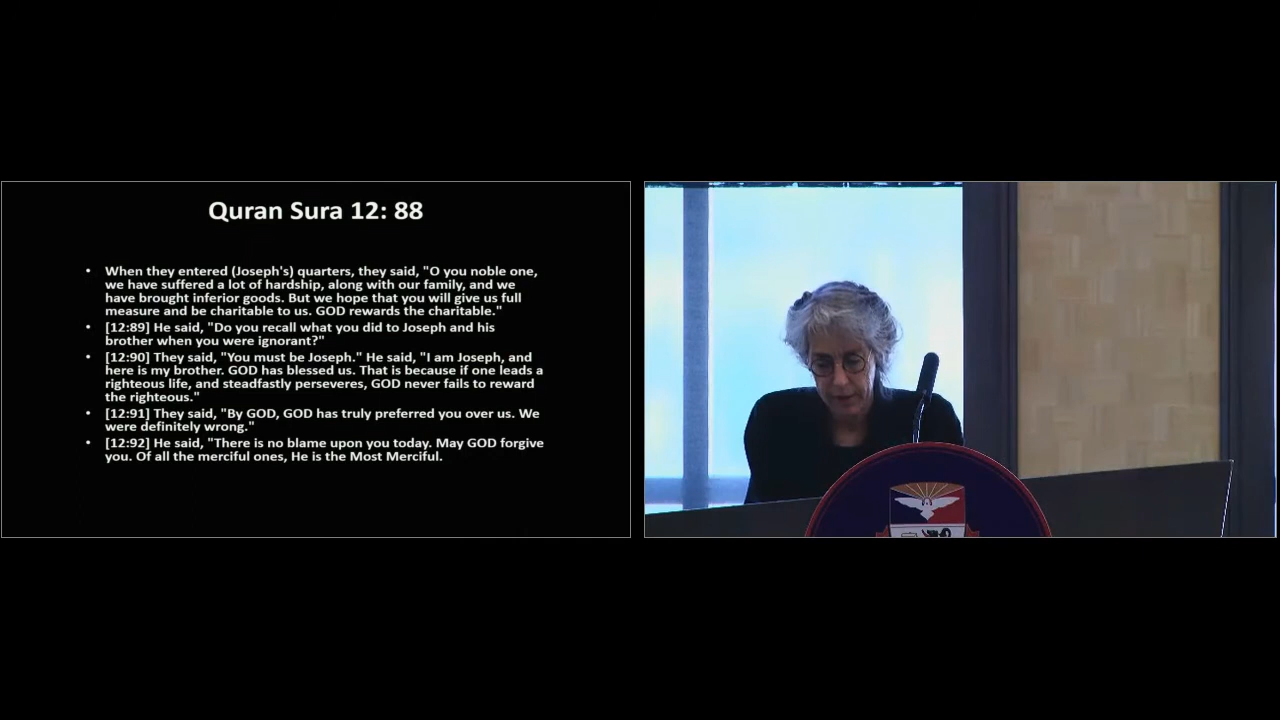 Quran Sura 12: 88
• When they entered (Joseph's) quarters, they said, "O you noble one,
we have suffered a lot of hardship, along with our family, and we
have brought inferior goods. But we hope that you will give us full
measure and be charitable to us. GOD rewards the charitable."
• [12:89] He said, "Do you recall what you did to Joseph and his
brother when you were ignorant?"
• [12:90] They said, "You must be Joseph." He said, "I am Joseph, and
here is my brother. GOD has blessed us. That is because if one leads a
righteous life, and steadfastly perseveres, GOD never fails to reward
the righteous."
• [12:91] They said, "By GOD, GOD has truly preferred you over us. We
were definitely wrong."
• [12:92] He said, "There is no blame upon you today. May GOD forgive
you. Of all the merciful ones, He is the Most Merciful.